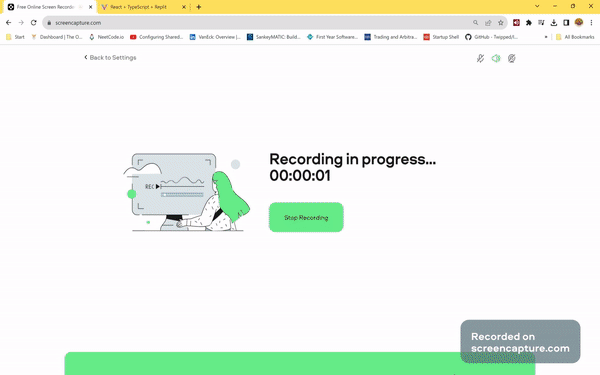 Free Online Screen Recorder
React + TypeScript + Replit
screencapture.com
Start
Dashboard | The O...
NeetCode.io
Configuring Shared...
VanEck: Overview |...
SankeyMATIC: Build...
First Year Software...
Trading and Arbitra...
Startup Shell
GitHub - Twipped/i...
All Bookmarks
Back to Settings
Recording in progress...
00:00:01
REC
Stop Recording
Recorded on
screencapture.com